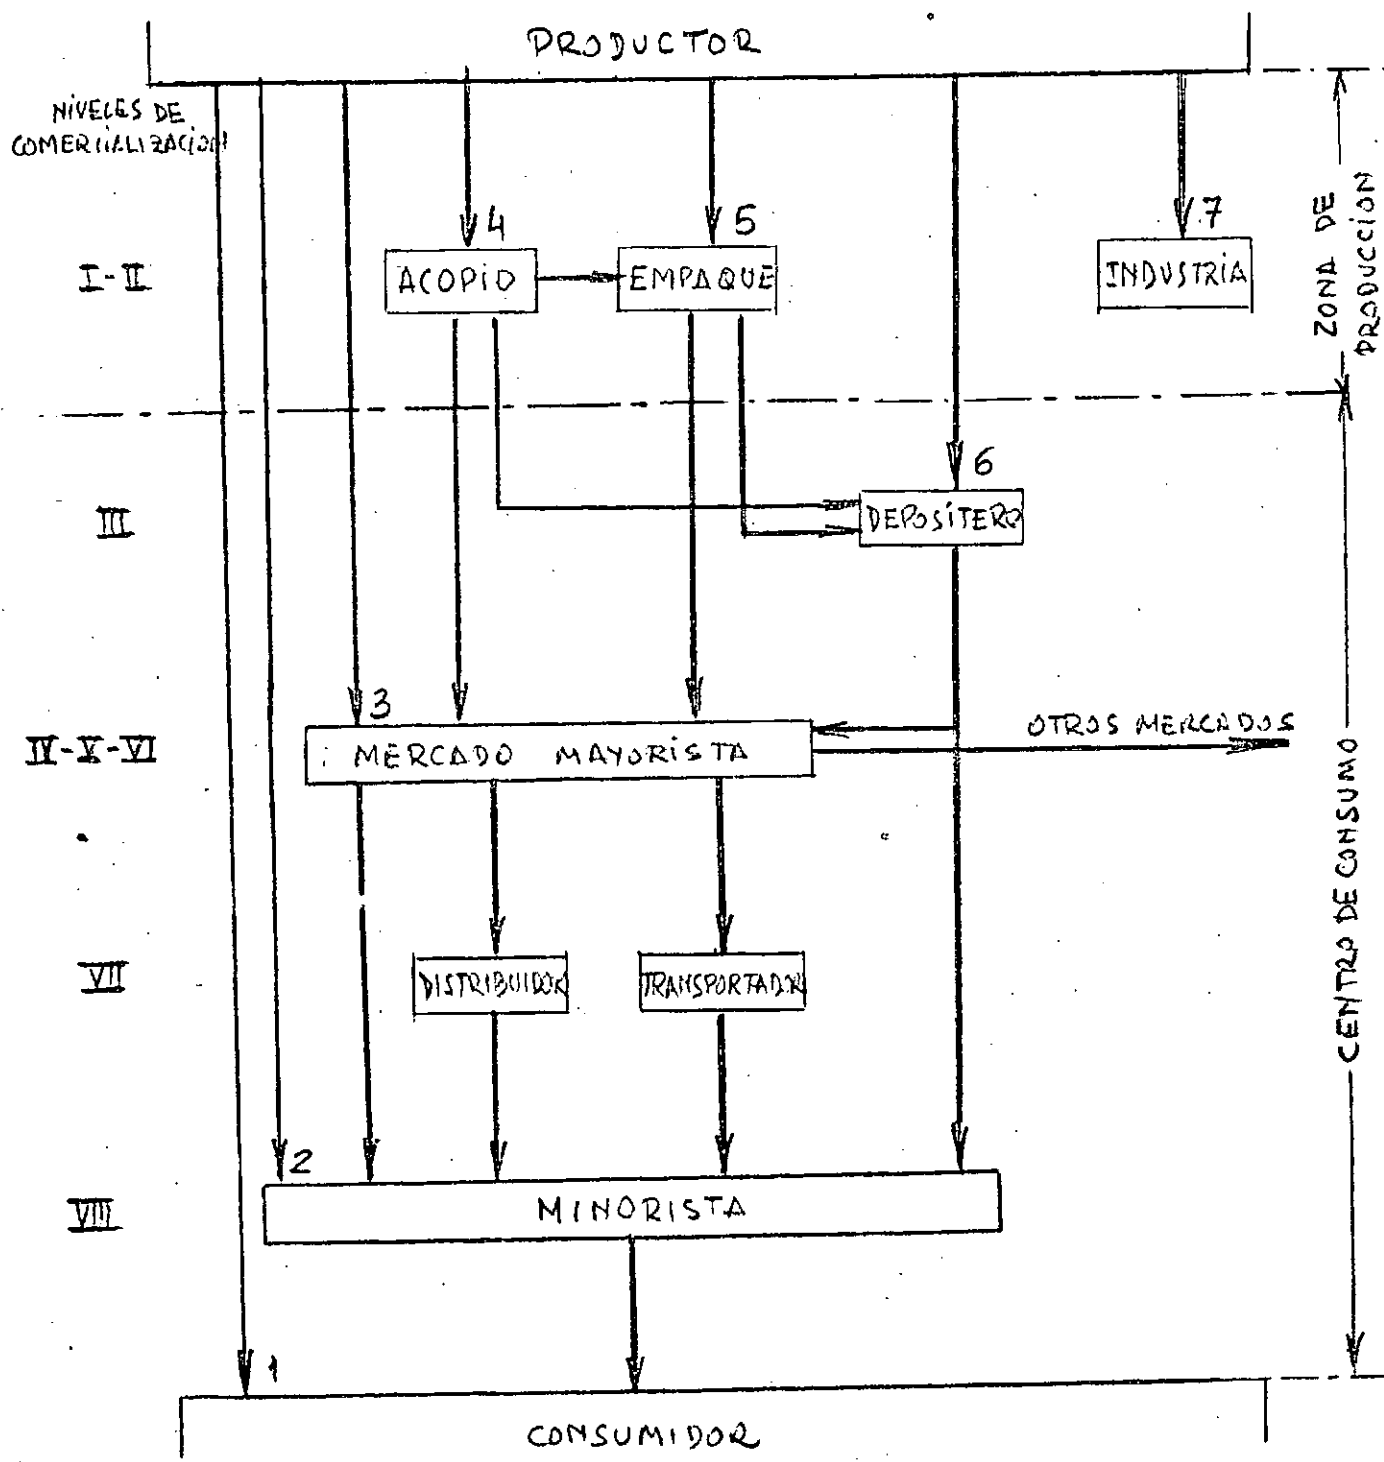 PRODUCTOR
NIVELES DE
COMERCIALIZACION
ZONA DE
PRODUCCION
4
5
7
I-II
ACOPIO
EMPAQUE
INDUSTRIA
6
III
DEPOSITERO
3
OTROS MERCADOS
IV-V-VI
MERCADO MAYORISTA
CENTRO DE CONSUMO
VII
DISTRIBUIDOR
TRANSPORTADOR
2
VIII
MINORISTA
1
CONSUMIDOR